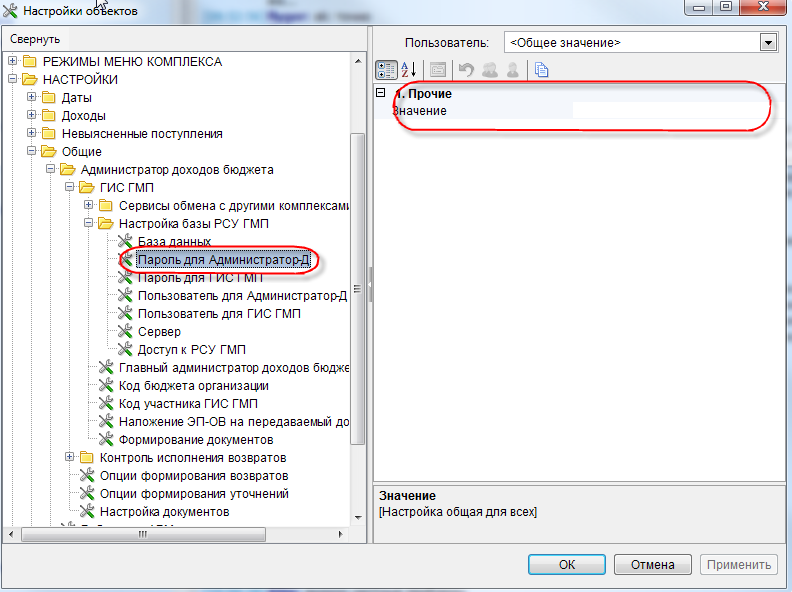 Настройки объектов
Свернуть
РЕЖИМЫ МЕНЮ КОМПЛЕКСА
НАСТРОЙКИ
Даты
Доходы
Невыясненные поступления
Общие
Администратор доходов бюджета
ГИС ГМП
Сервисы обмена с другими комплексами
Настройка базы РСУ ГМП
База данных
Пароль для Администратор-Д
Пароль для ГИС ГМП
Пользователь для Администратор-Д
Пользователь для ГИС ГМП
Сервер
Доступ к РСУ ГМП
Главный администратор доходов бюдже
Код бюджета организации
Код участника ГИС ГМП
Наложение ЭП-ОВ на передаваемый до
Формирование документов
Контроль исполнения возвратов
Опции формирования возвратов
Опции формирования уточнений
Настройка документов
Пользователь:
<Общее значение>
1. Прочие
Значение
Значение
[Настройка общая для всех]
ОК
Отмена
Применить